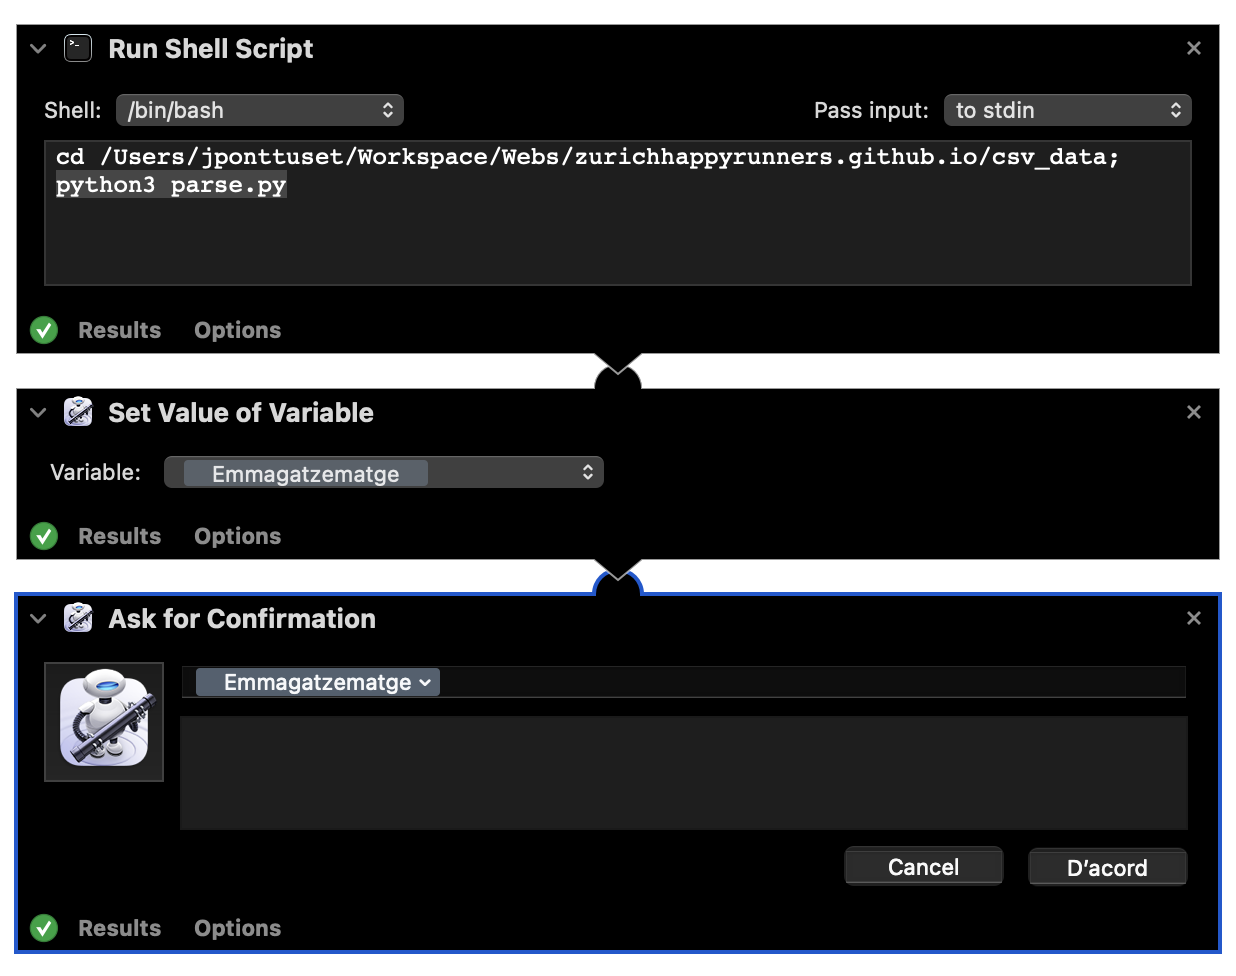 Run Shell Script
Shell: /bin/bash Pass input: to stdin
cd /Users/jponttuset/Workspace/Webs/zurichhappyrunners.github.io/csv_data;
python3 parse.py
Results Options
Set Value of Variable
Variable: Emmagatzematge
Results Options
Ask for Confirmation
Emmagatzematge
Cancel D'acord
Results Options